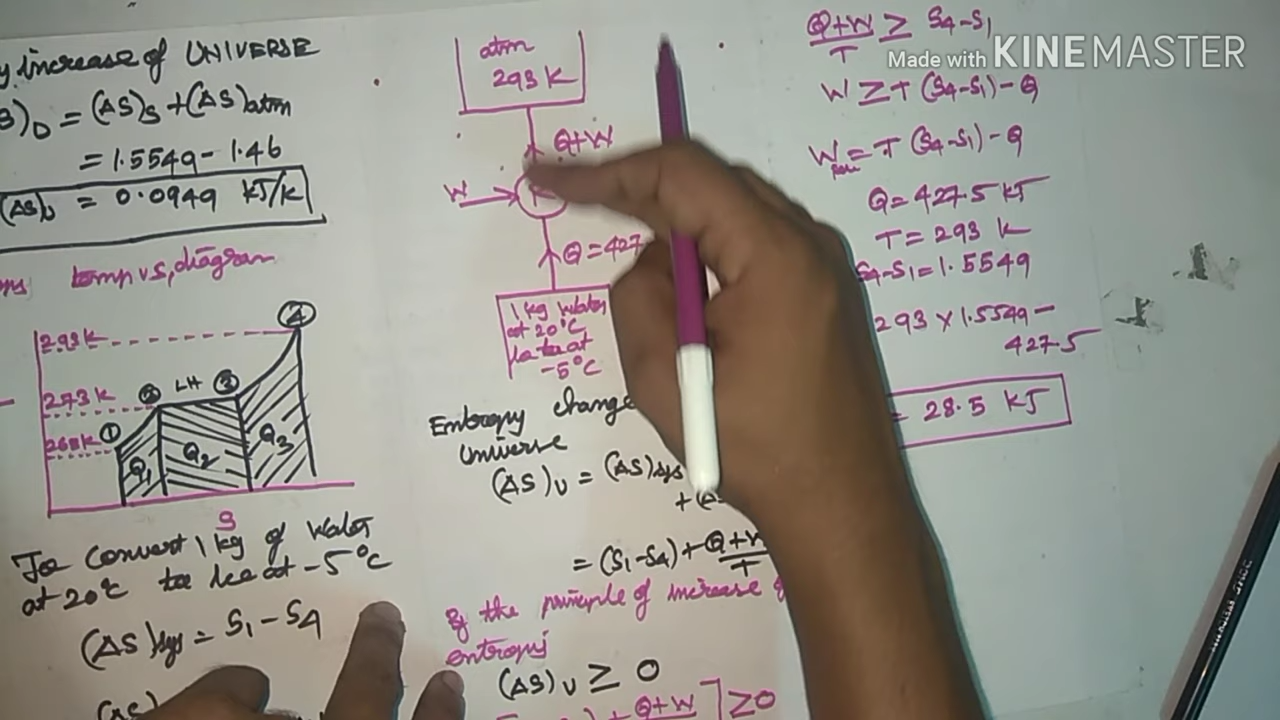 y increase of UNIVERSE
S)υ = (ΔS)s + (ΔS)atm
= 1.5549 - 1.46
(ΔS)υ = 0.0949 KJ/K
temp vs, diagram
293 K
273 K
268 K
① ② LH ③ ④
Q1 Q2 Q3
S
To Convert 1 kg of Water
at 20°C to Ice at -5°C
(ΔS)sys = S1 - S4
atm
293 K
Q+W
W
Q = 427
1 kg Water
at 20°C
Ice at
-5°C
Entropy change
Universe
(ΔS)υ = (ΔS)sys
+ (Δ
= (S1 - S4) + Q+W
T
By the principle of increase of
entropy
(ΔS)υ ≥ 0
+ Q+W
] ≥ 0
Q+W ≥ S4 - S1
T
W ≥ T (S4 - S1) - Q
W = T (S4 - S1) - Q
Q = 427.5 KJ
T = 293 K
S4 - S1 = 1.5549
293 × 1.5549 -
427.5
= 28.5 KJ
Made with KINEMASTER